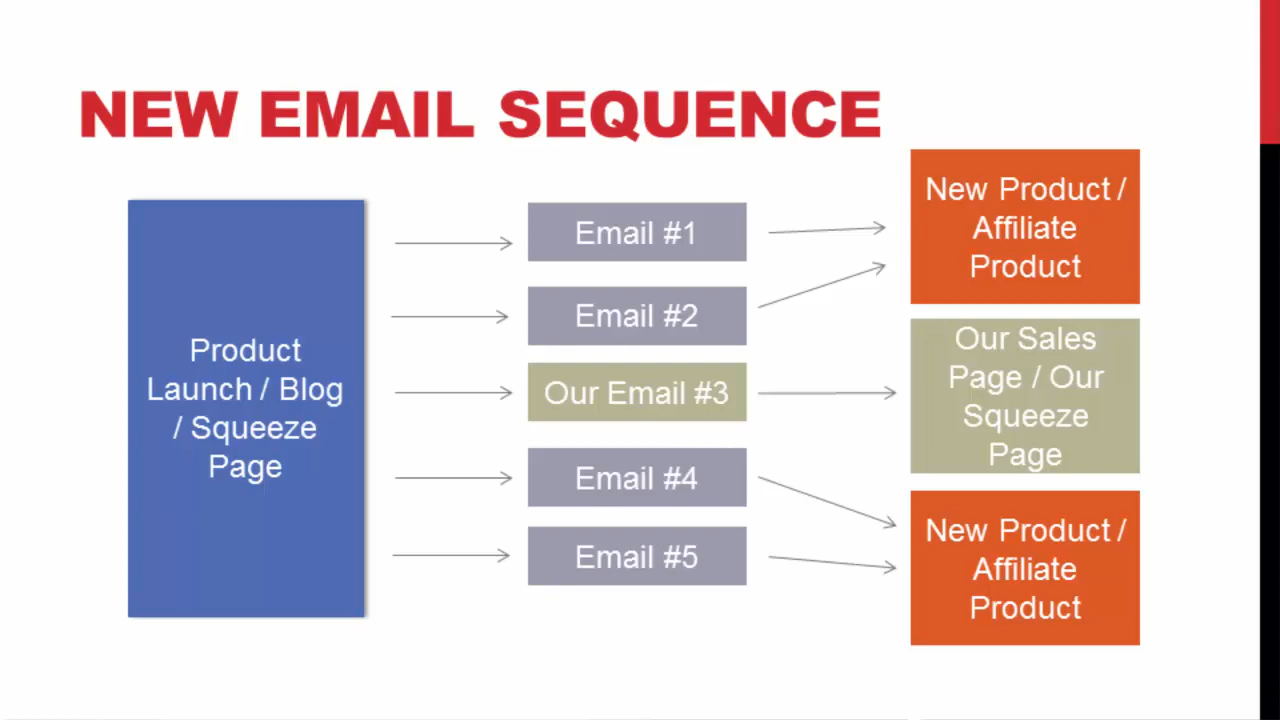 NEW EMAIL SEQUENCE
Product
Launch / Blog
/ Squeeze
Page
Email #1
Email #2
Our Email #3
Email #4
Email #5
New Product /
Affiliate
Product
Our Sales
Page / Our
Squeeze
Page
New Product /
Affiliate
Product